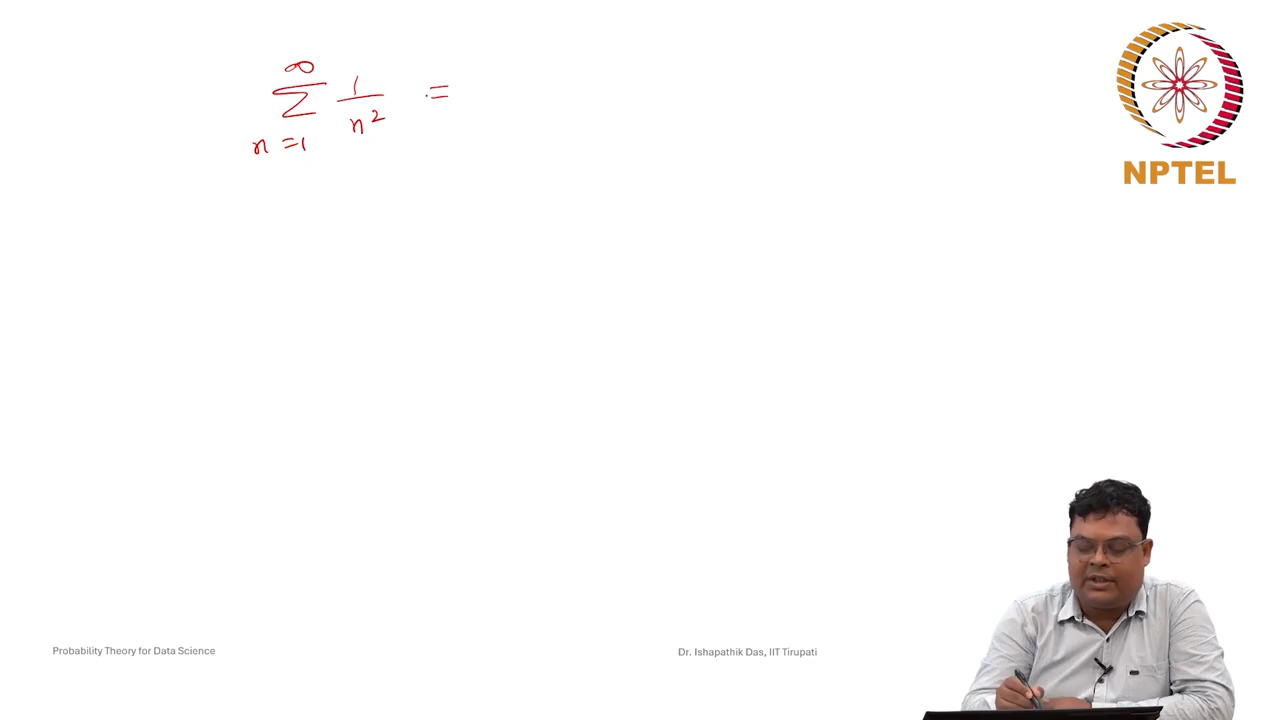 ∞
Σ 1/n² =
n=1
NPTEL
Probability Theory for Data Science
Dr. Ishapathik Das, IIT Tirupati